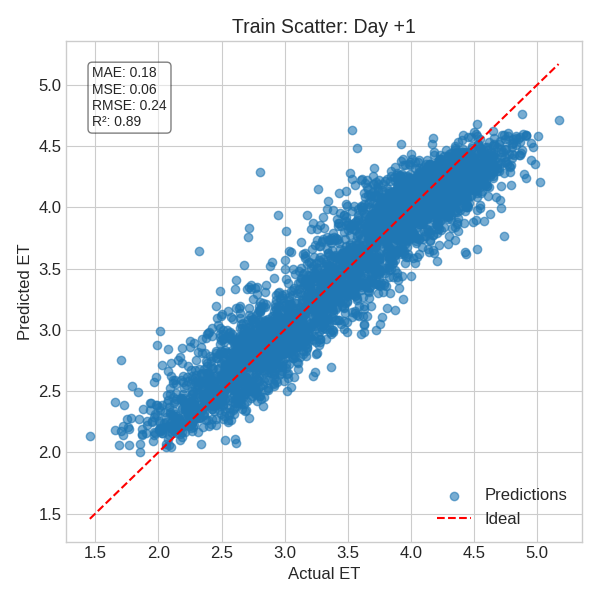 Train Scatter: Day +1
MAE: 0.18
MSE: 0.06
RMSE: 0.24
R²: 0.89
Predicted ET
5.0
4.5
4.0
3.5
3.0
2.5
2.0
1.5
Predictions
Ideal
1.5 2.0 2.5 3.0 3.5 4.0 4.5 5.0
Actual ET